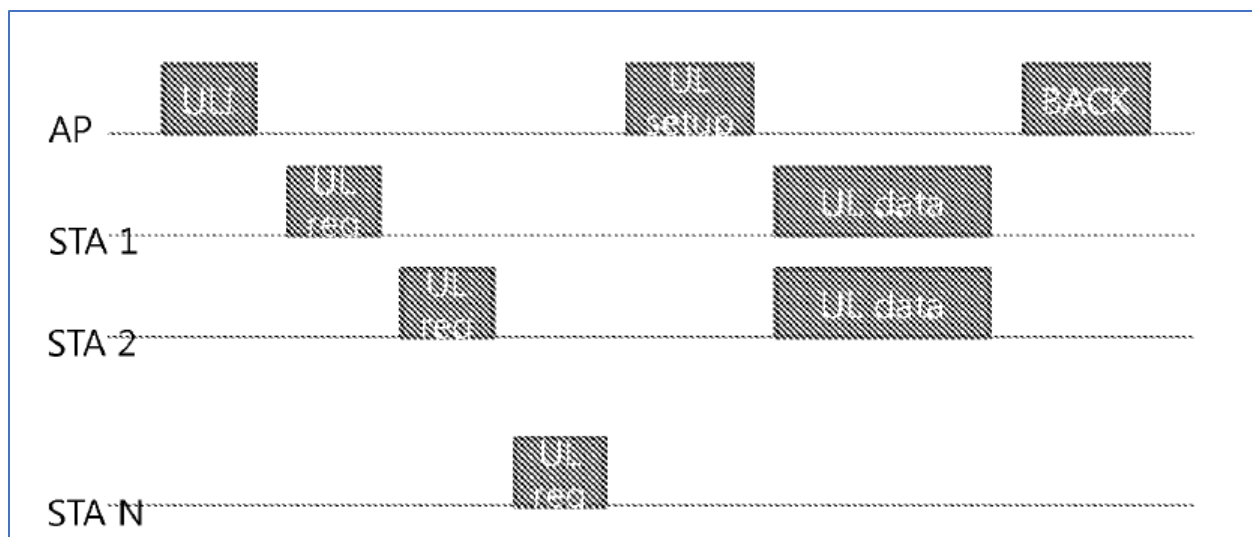 ULI
UL
setup
BACK
AP
UL
req
UL data
STA 1
UL
req
UL data
STA 2
UL
req
STA N